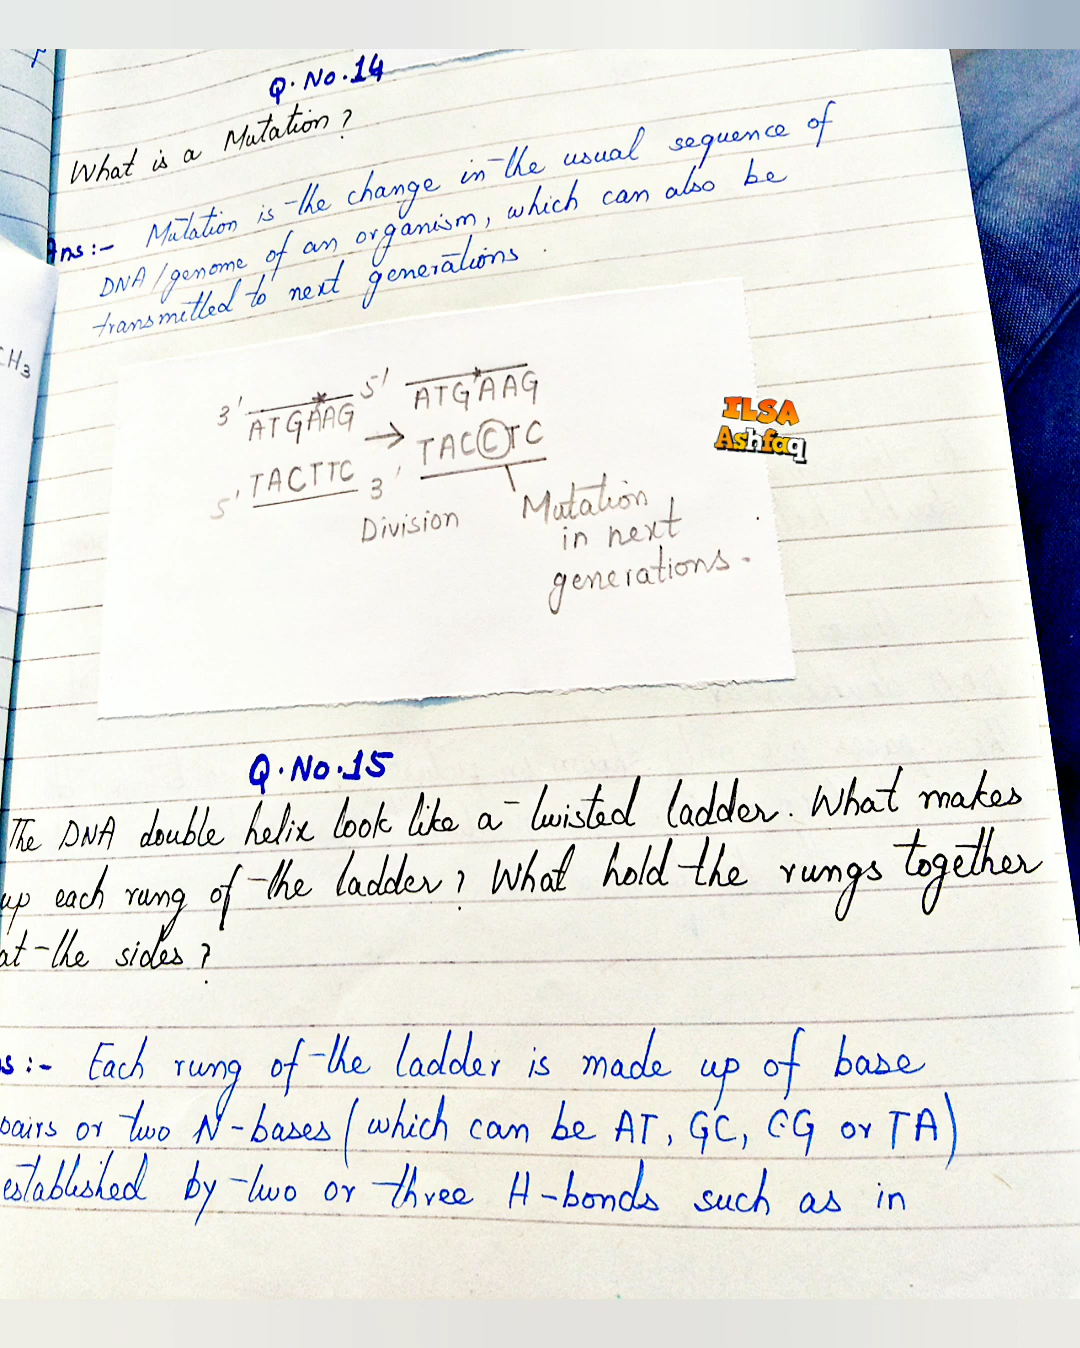 Q. No. 14
What is a Mutation?
Ans:- Mutation is the change in the usual sequence of
DNA/genome of an organism, which can also be
transmitted to next generations.
CH3
3' ATGAAG 5' ATG*AAG
→ TACCTC
5' TACTTC 3'
Division
Mutation
in next
generations.
ILSA
Ashfaq
Q. No. 15
The DNA double helix look like a twisted ladder. What makes
up each rung of the ladder? What hold the rungs together
at the sides?
s:- Each rung of the ladder is made up of base
pairs or two N-bases (which can be AT, GC, CG or TA)
established by two or three H-bonds such as in